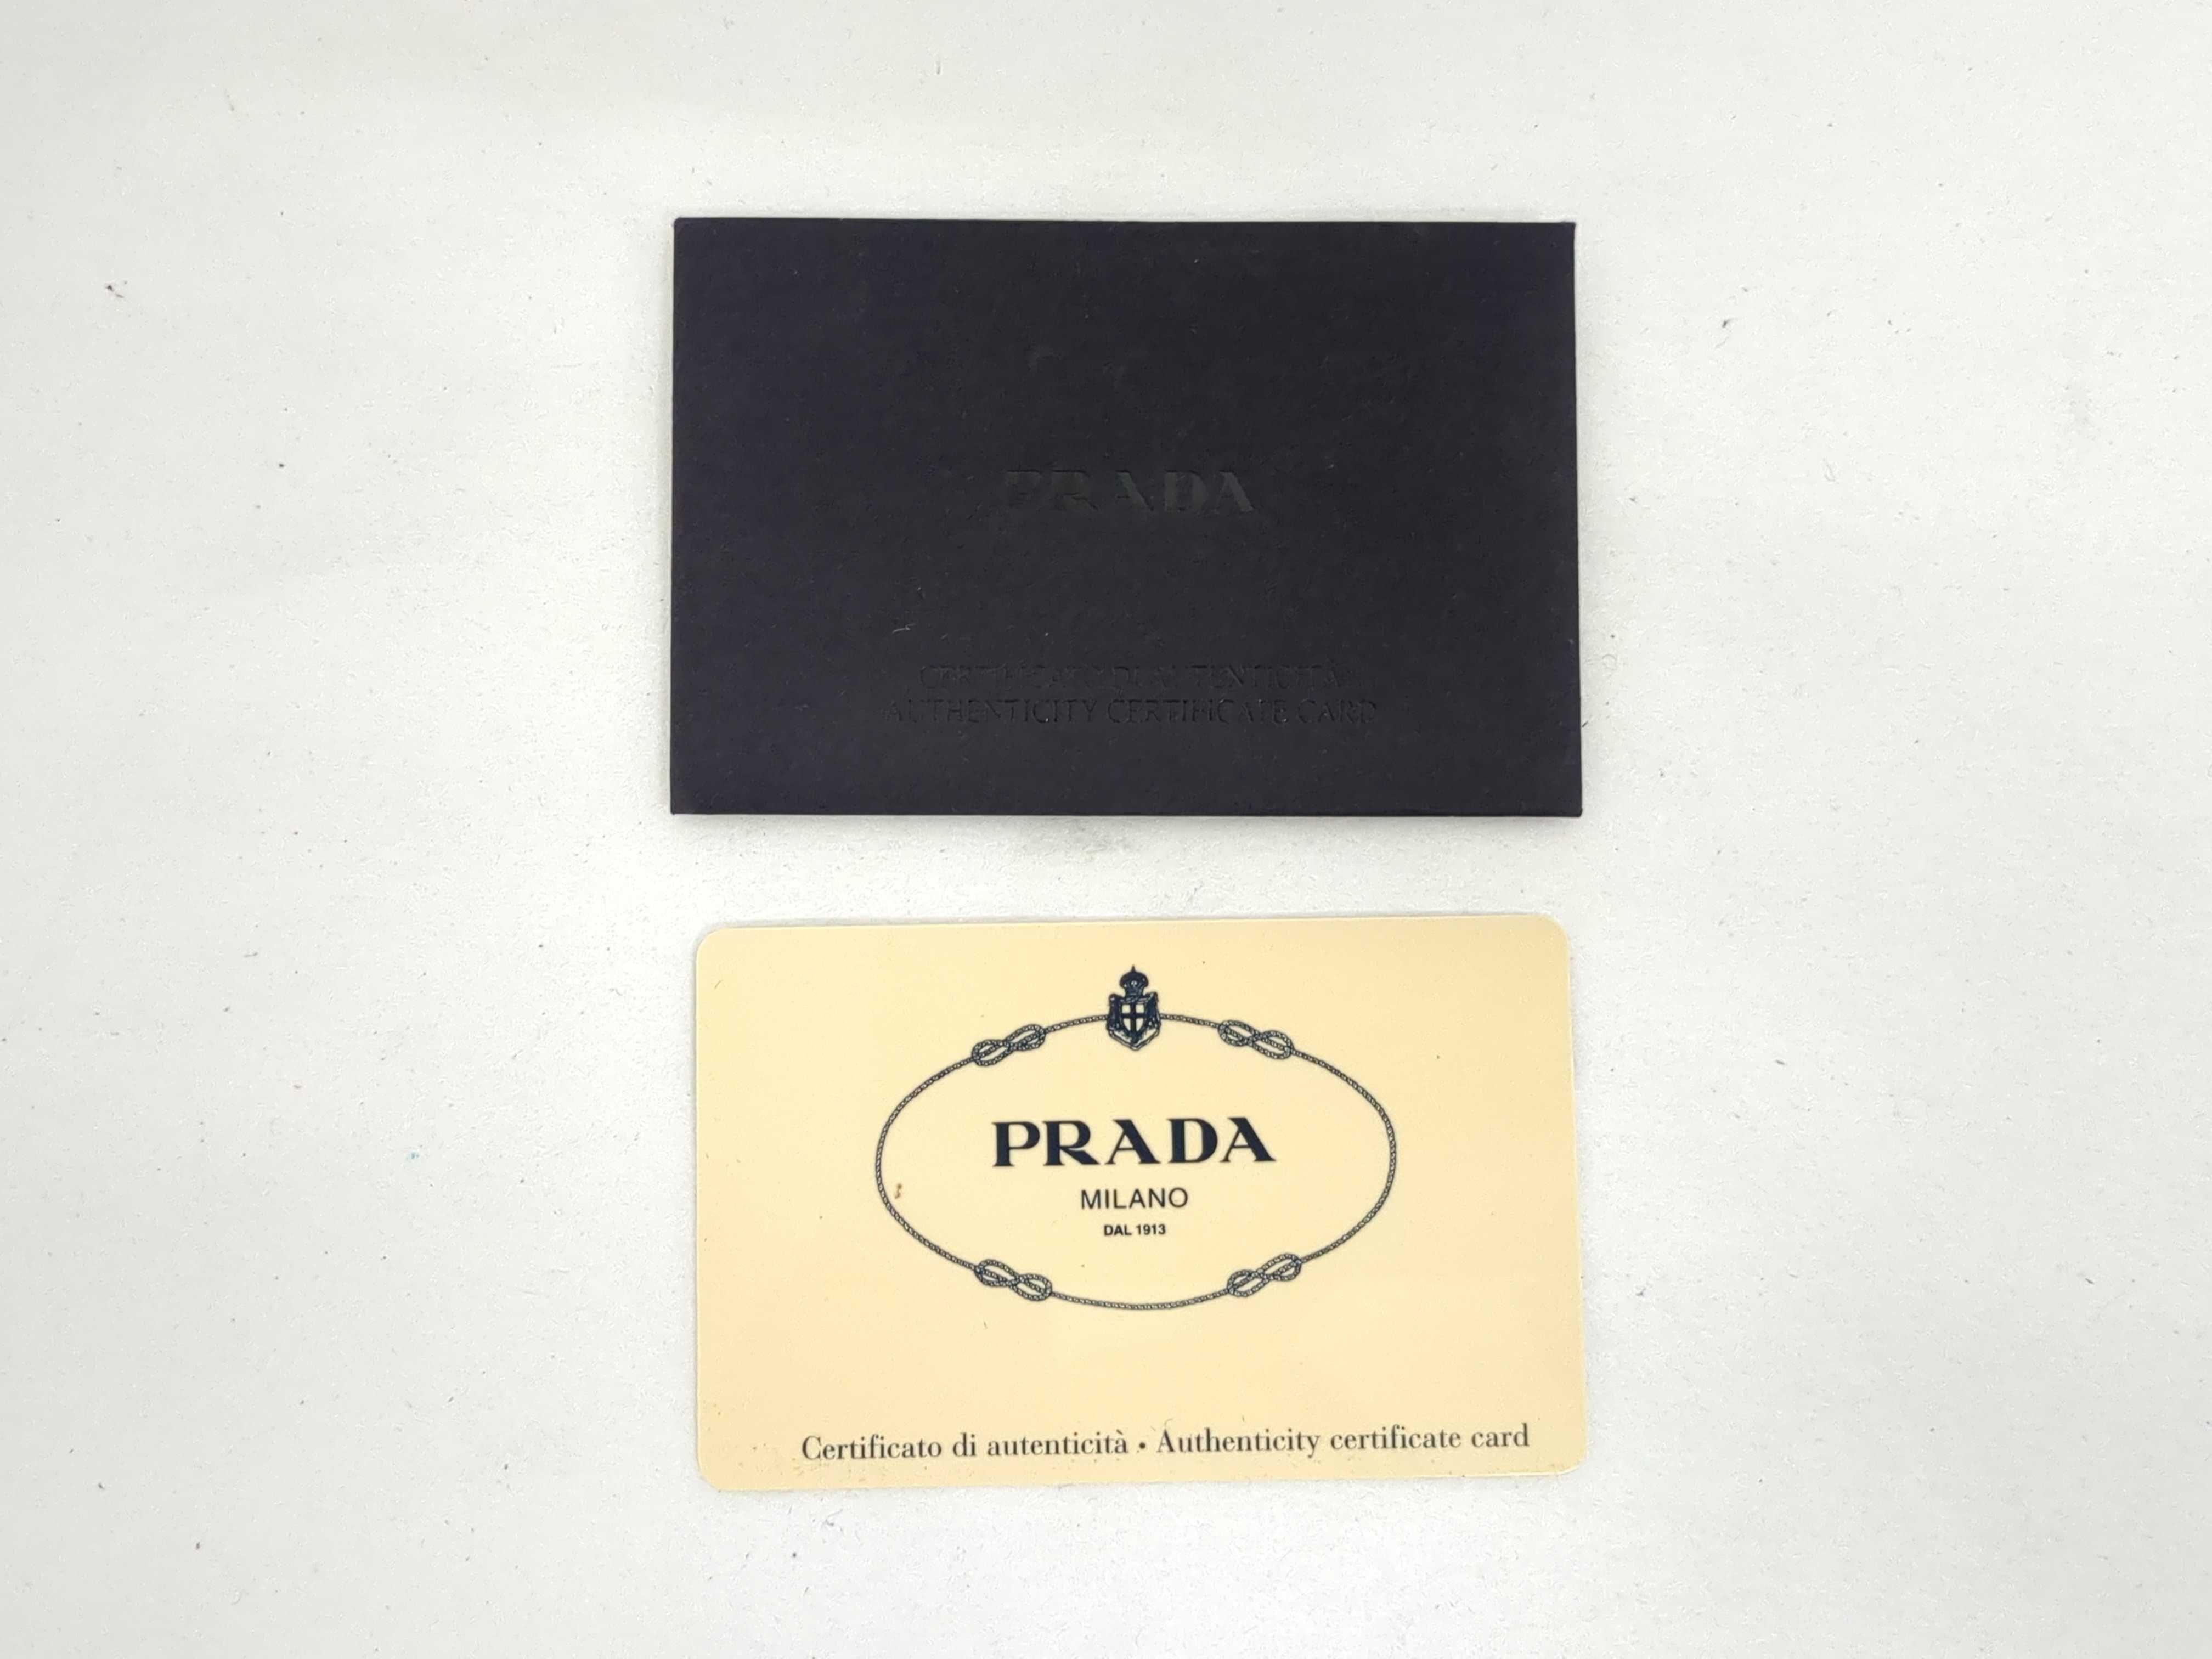 PRADA
CERTIFICATO DI AUTENTICITÀ
AUTHENTICITY CERTIFICATE CARD
PRADA
MILANO
DAL 1913
Certificato di autenticità • Authenticity certificate card